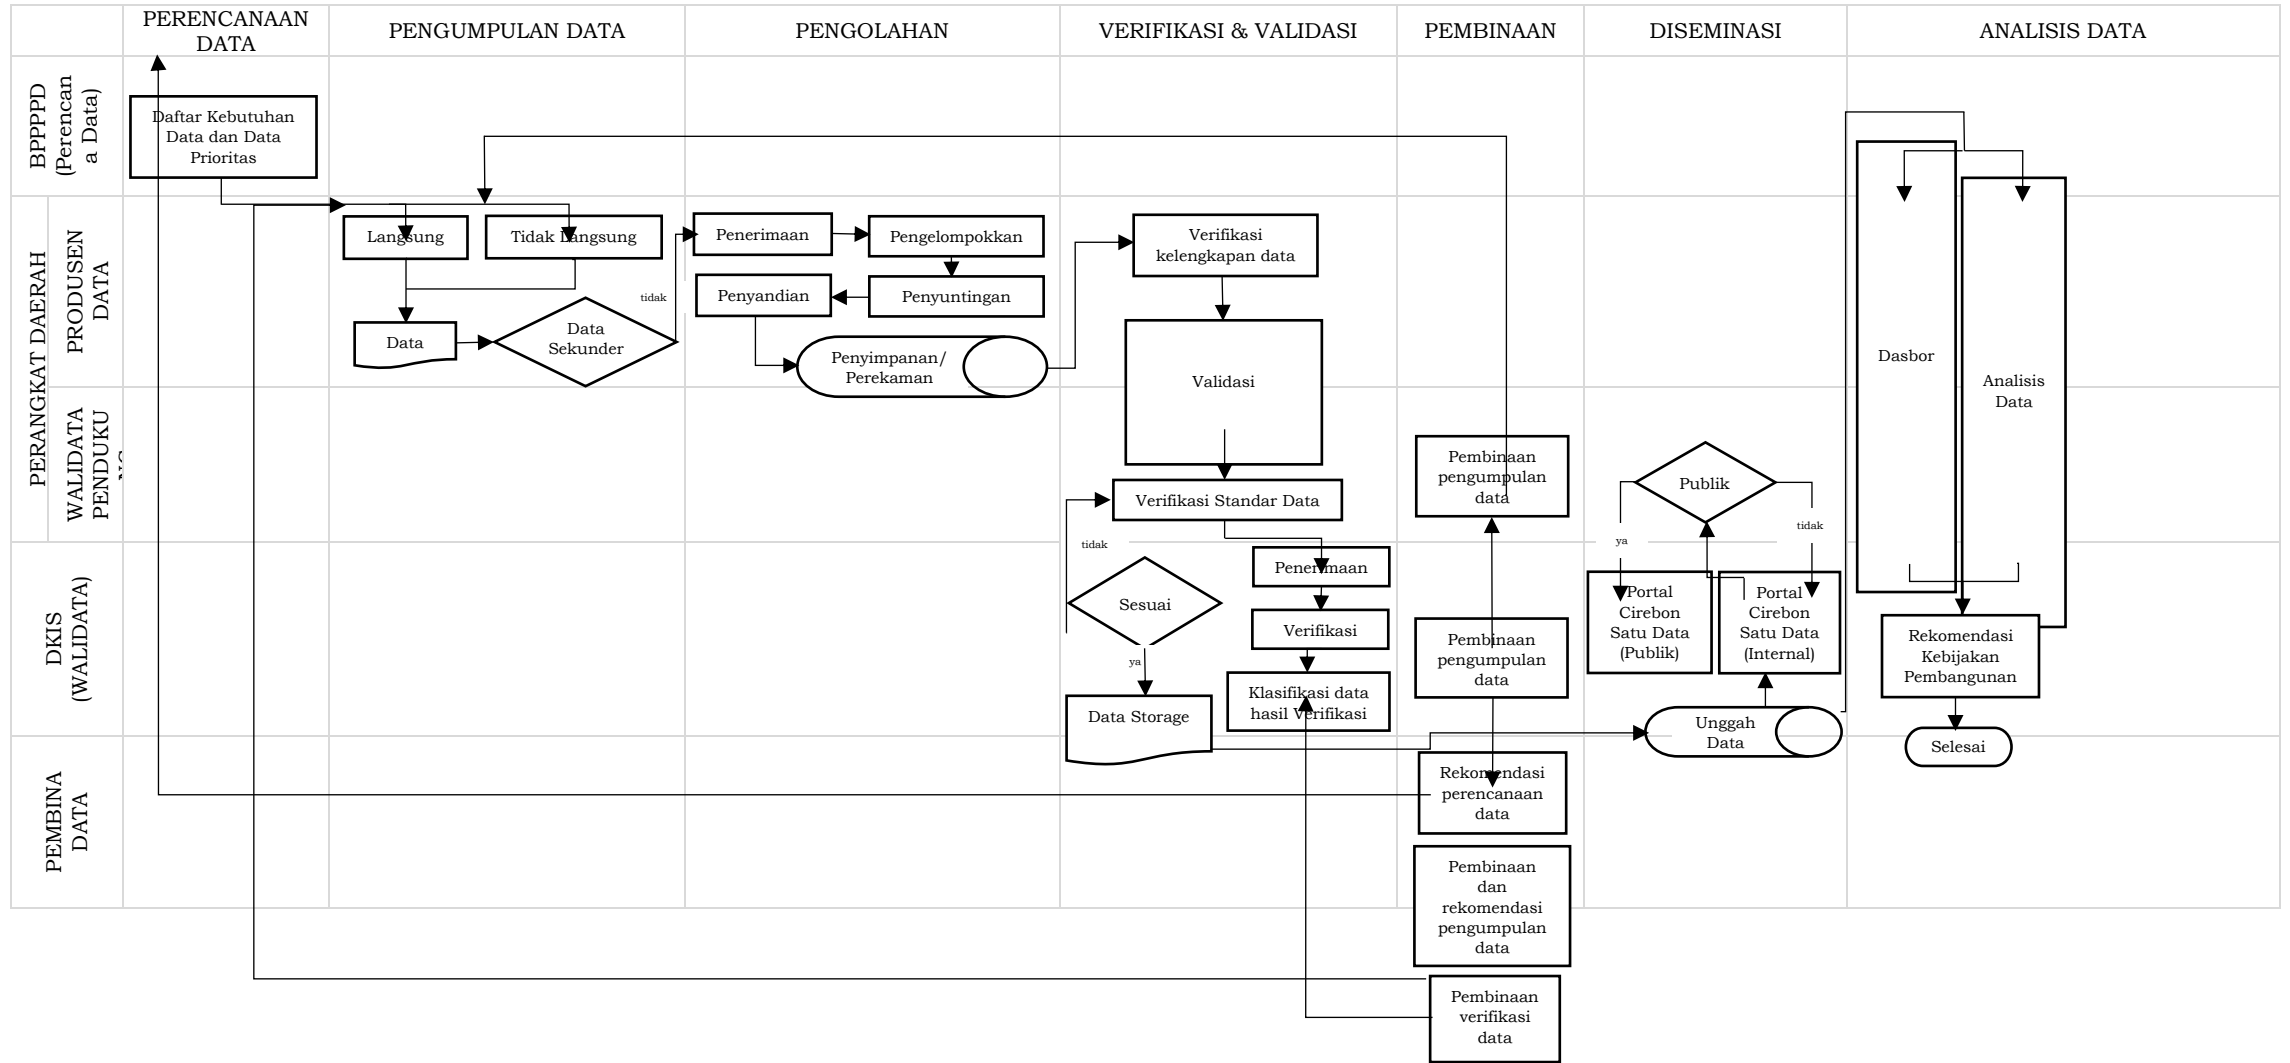 PERENCANAAN
DATA
PENGUMPULAN DATA
PENGOLAHAN
VERIFIKASI & VALIDASI
PEMBINAAN
DISEMINASI
ANALISIS DATA
BPPPPD
(Perencan
a Data)
Daftar Kebutuhan
Data dan Data
Prioritas
PERANGKAT DAERAH
PRODUSEN
DATA
Langsung
Tidak Langsung
Data
Data
Sekunder
tidak
Penerimaan
Pengelompokkan
Penyandian
Penyuntingan
Penyimpanan/
Perekaman
Verifikasi
kelengkapan data
Validasi
Dasbor
Analisis
Data
WALIDATA
PENDUKU
NG
Verifikasi Standar Data
Pembinaan
pengumpulan
data
Publik
ya
tidak
DKIS
(WALIDATA)
tidak
Sesuai
ya
Data Storage
Penerimaan
Verifikasi
Klasifikasi data
hasil Verifikasi
Pembinaan
pengumpulan
data
Portal
Cirebon
Satu Data
(Publik)
Portal
Cirebon
Satu Data
(Internal)
Unggah
Data
Rekomendasi
Kebijakan
Pembangunan
Selesai
PEMBINA
DATA
Rekomendasi
perencanaan
data
Pembinaan
dan
rekomendasi
pengumpulan
data
Pembinaan
verifikasi
data